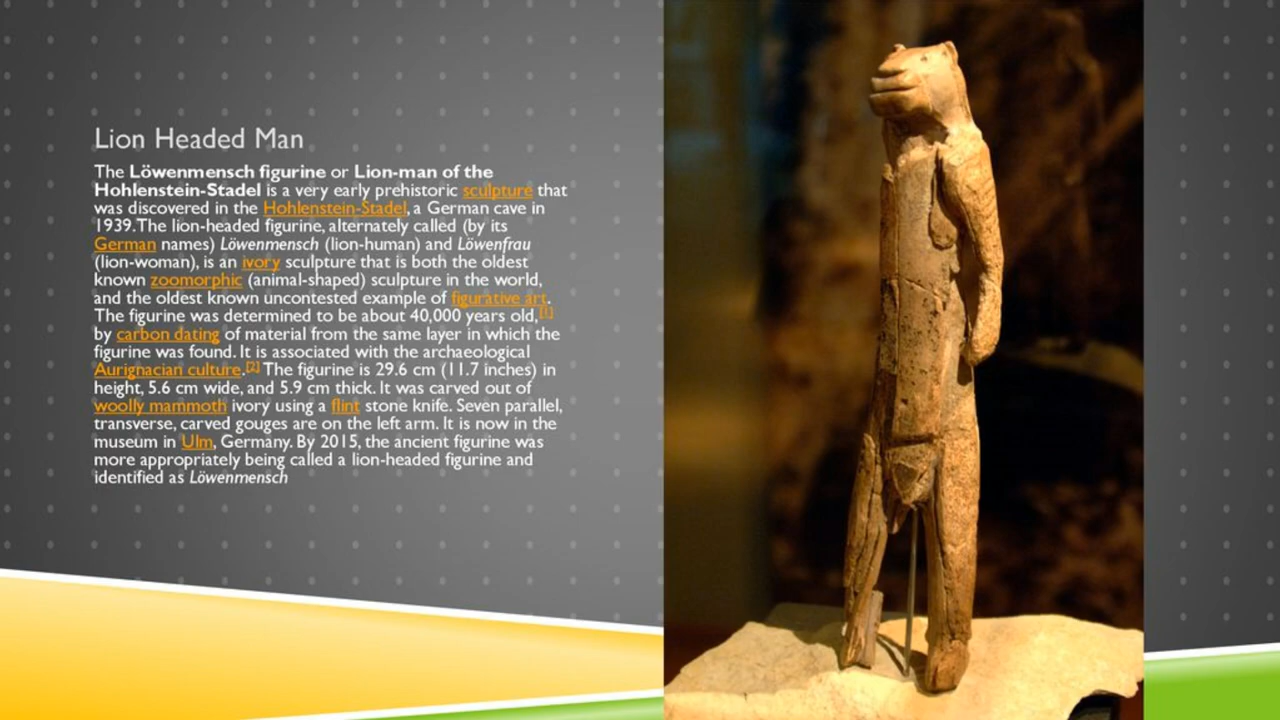 Lion Headed Man
The Löwenmensch figurine or Lion-man of the
Hohlenstein-Stadel is a very early prehistoric sculpture that
was discovered in the Hohlenstein-Stadel, a German cave in
1939.The lion-headed figurine, alternately called (by its
German names) Löwenmensch (lion-human) and Löwenfrau
(lion-woman), is an ivory sculpture that is both the oldest
known zoomorphic (animal-shaped) sculpture in the world,
and the oldest known uncontested example of figurative art.
The figurine was determined to be about 40,000 years old,[1]
by carbon dating of material from the same layer in which the
figurine was found. It is associated with the archaeological
Aurignacian culture.[2] The figurine is 29.6 cm (11.7 inches) in
height, 5.6 cm wide, and 5.9 cm thick. It was carved out of
woolly mammoth ivory using a flint stone knife. Seven parallel,
transverse, carved gouges are on the left arm. It is now in the
museum in Ulm, Germany. By 2015, the ancient figurine was
more appropriately being called a lion-headed figurine and
identified as Löwenmensch